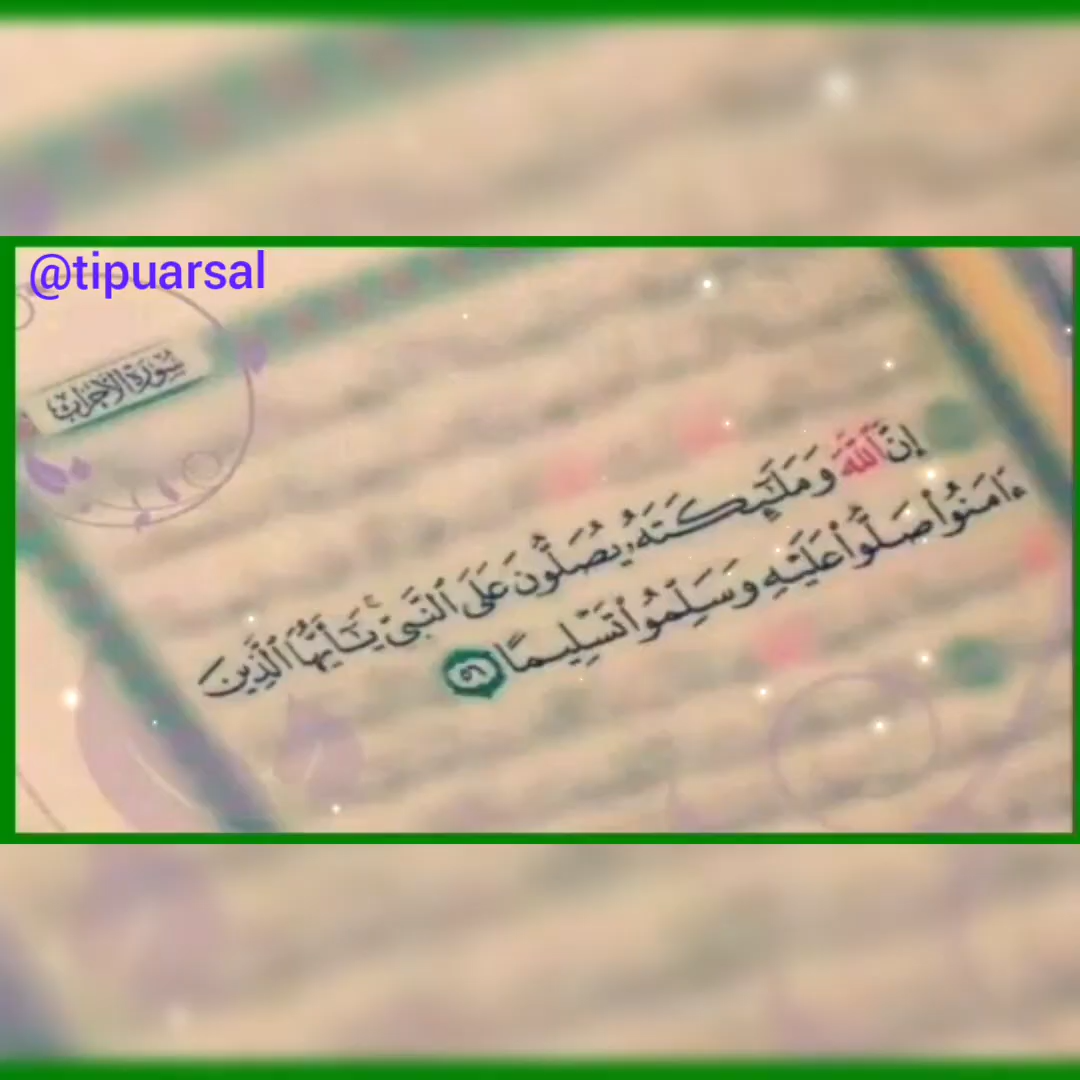 @tipuarsal
سورة الأحزاب
إِنَّ ٱللَّهَ وَمَلَـٰٓئِكَتَهُۥ يُصَلُّونَ عَلَى ٱلنَّبِىِّ ۚ يَـٰٓأَيُّهَا ٱلَّذِينَ
ءَامَنُوا۟ صَلُّوا۟ عَلَيْهِ وَسَلِّمُوا۟ تَسْلِيمًا ٥٦